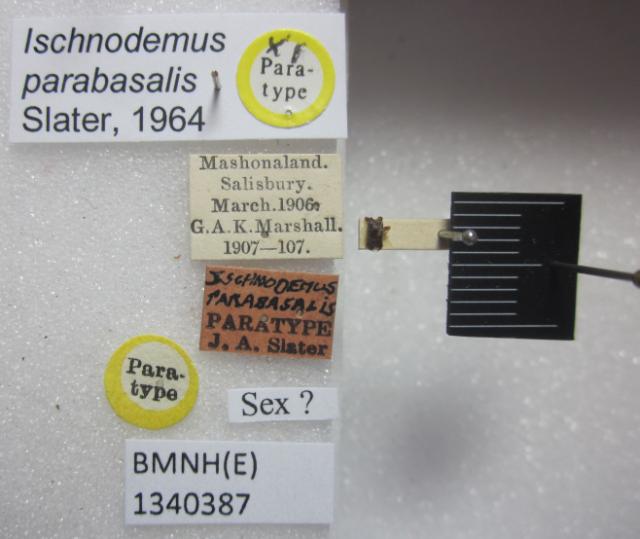 Ischnodemus
parabasalis
Slater, 1964
Para-
type
Mashonaland.
Salisbury.
March.1906.
G.A.K.Marshall.
1907—107.
ISCHNODEMUS
PARABASALIS
PARATYPE
J. A. Slater
Para-
type
Sex ?
BMNH(E)
1340387